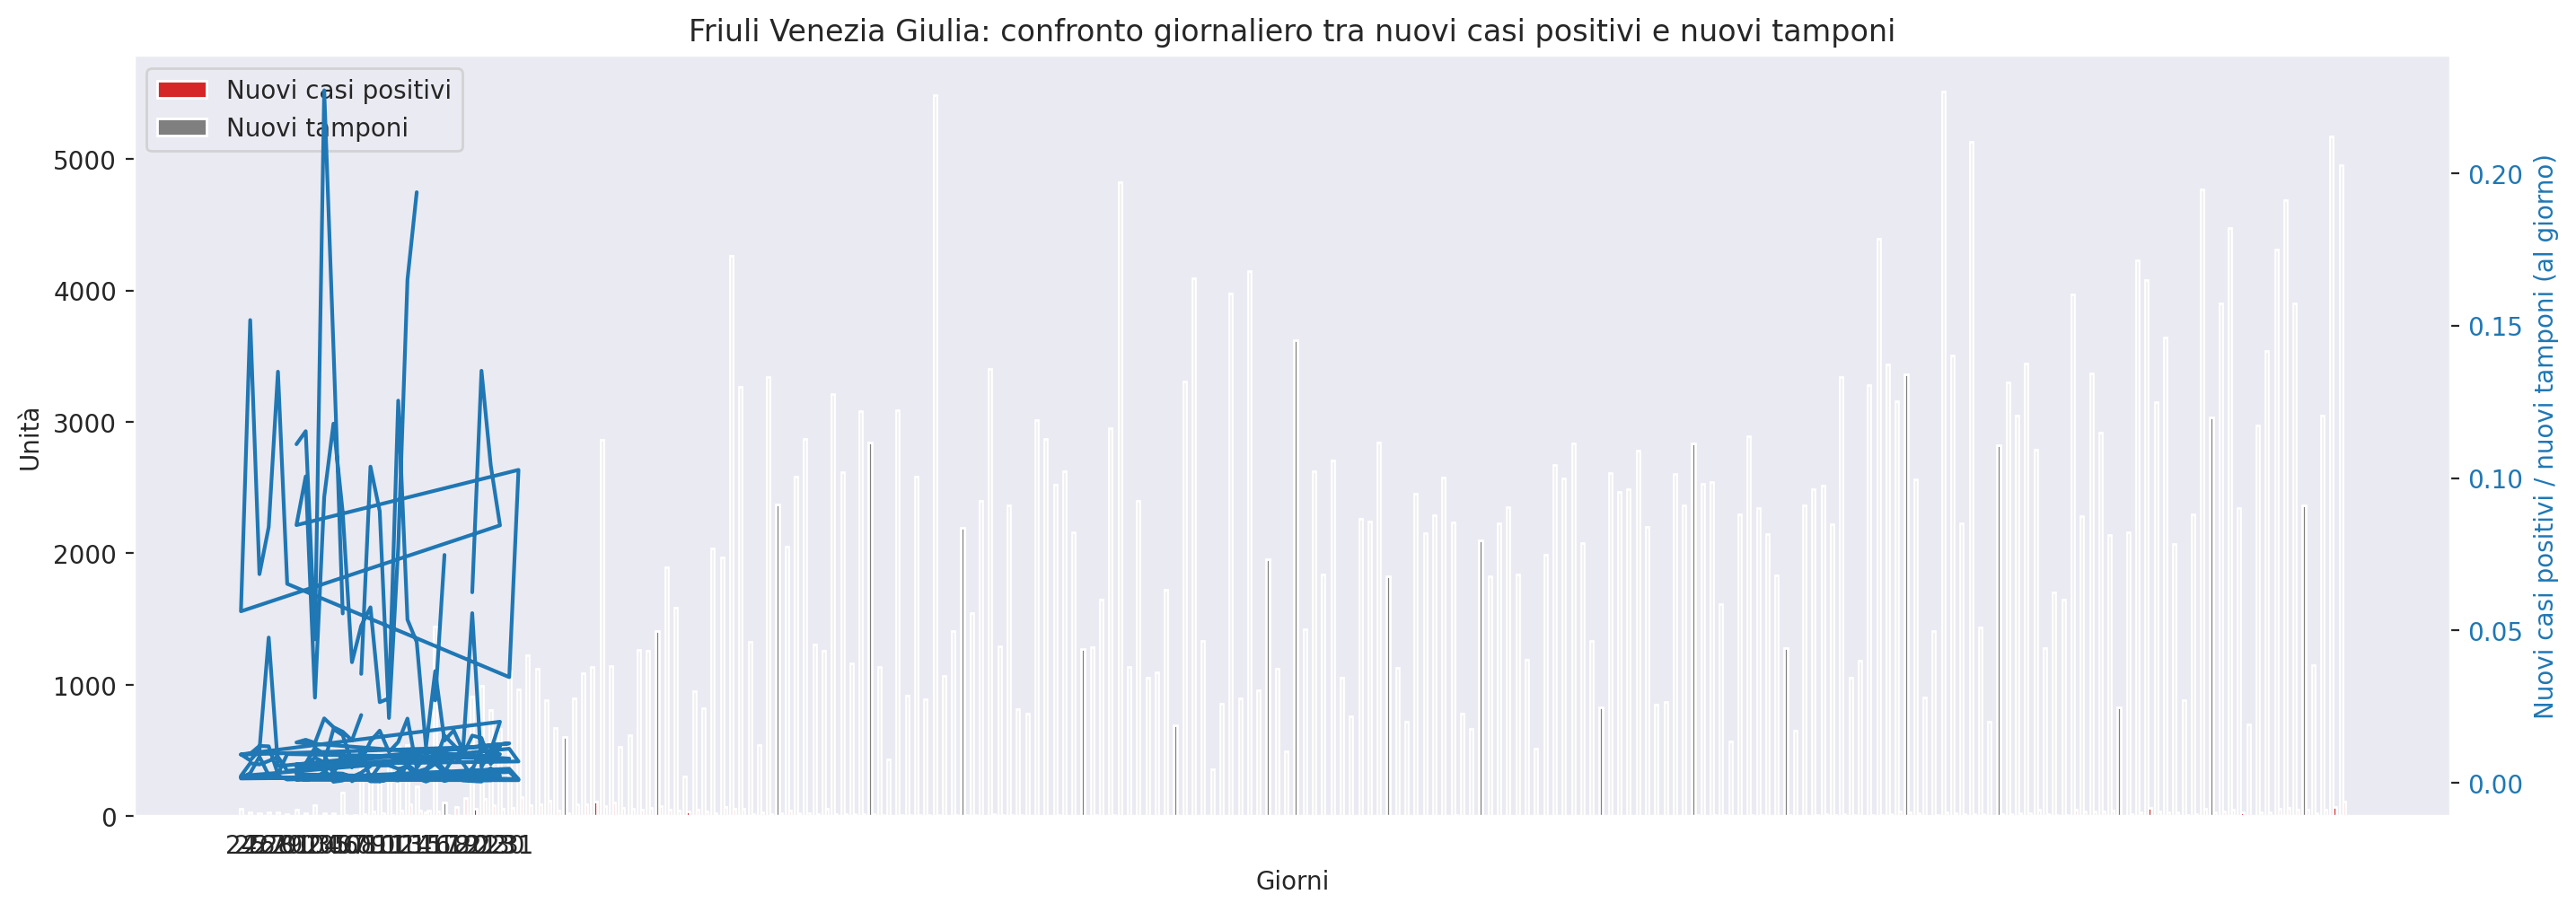 Friuli Venezia Giulia: confronto giornaliero tra nuovi casi positivi e nuovi tamponi
Nuovi casi positivi
Nuovi tamponi
Unità
5000
4000
3000
2000
1000
0
0.20
0.15
0.10
0.05
0.00
Nuovi casi positivi / nuovi tamponi (al giorno)
Giorni